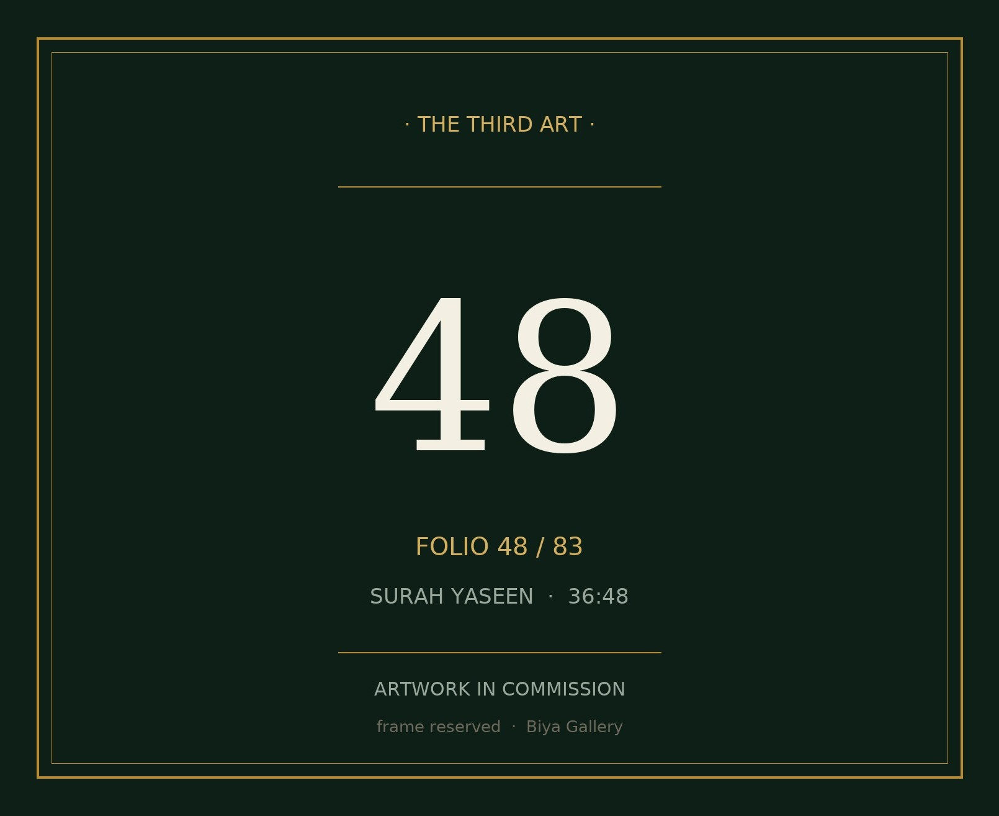 · THE THIRD ART ·
48
FOLIO 48 / 83
SURAH YASEEN · 36:48
ARTWORK IN COMMISSION
frame reserved · Biya Gallery